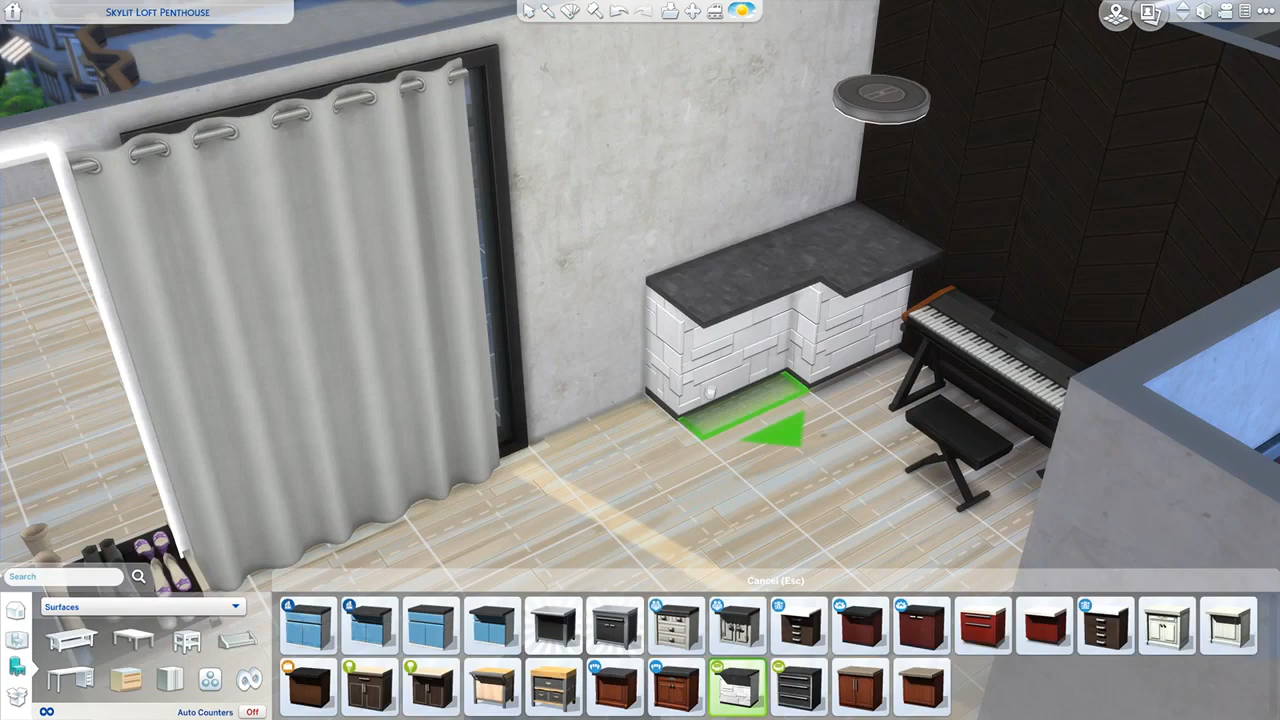 Skylit Loft Penthouse
Cancel (Esc)
Search
Surfaces
Auto Counters
Off